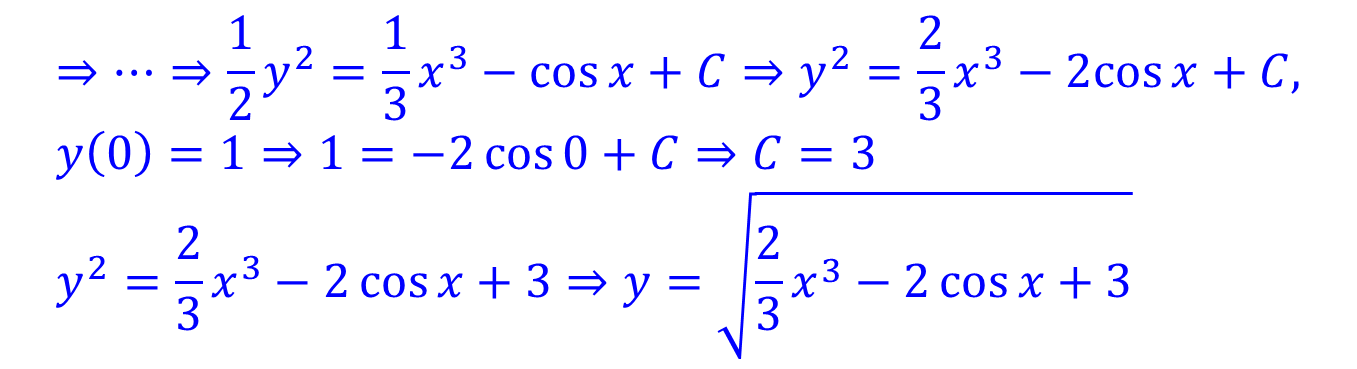 ⇒ ⋯ ⇒ 1/2 y² = 1/3 x³ − cos x + C ⇒ y² = 2/3 x³ − 2cos x + C,
y(0) = 1 ⇒ 1 = −2 cos 0 + C ⇒ C = 3
y² = 2/3 x³ − 2 cos x + 3 ⇒ y = √(2/3 x³ − 2 cos x + 3)